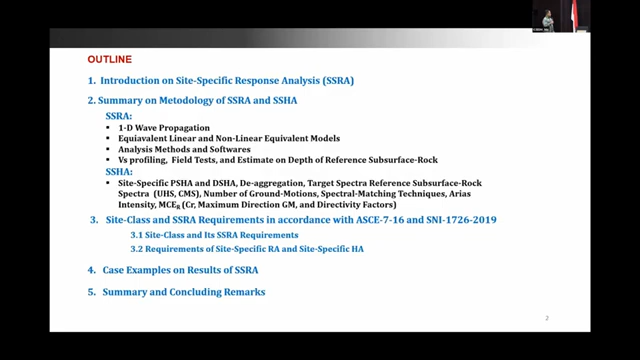 OUTLINE
1. Introduction on Site-Specific Response Analysis (SSRA)
2. Summary on Metodology of SSRA and SSHA
SSRA:
▪ 1-D Wave Propagation
▪ Equiavalent Linear and Non-Linear Equivalent Models
▪ Analysis Methods and Softwares
▪ Vs profiling, Field Tests, and Estimate on Depth of Reference Subsurface-Rock
SSHA:
▪ Site-Specific PSHA and DSHA, De-aggregation, Target Spectra Reference Subsurface-Rock
Spectra (UHS, CMS), Number of Ground-Motions, Spectral-Matching Techniques, Arias
Intensity, MCER (Cr, Maximum Direction GM, and Directivity Factors)
3. Site-Class and SSRA Requirements in accordance with ASCE-7-16 and SNI-1726-2019
3.1 Site-Class and Its SSRA Requirements
3.2 Requirements of Site-Specific RA and Site-Specific HA
4. Case Examples on Results of SSRA
5. Summary and Concluding Remarks
2